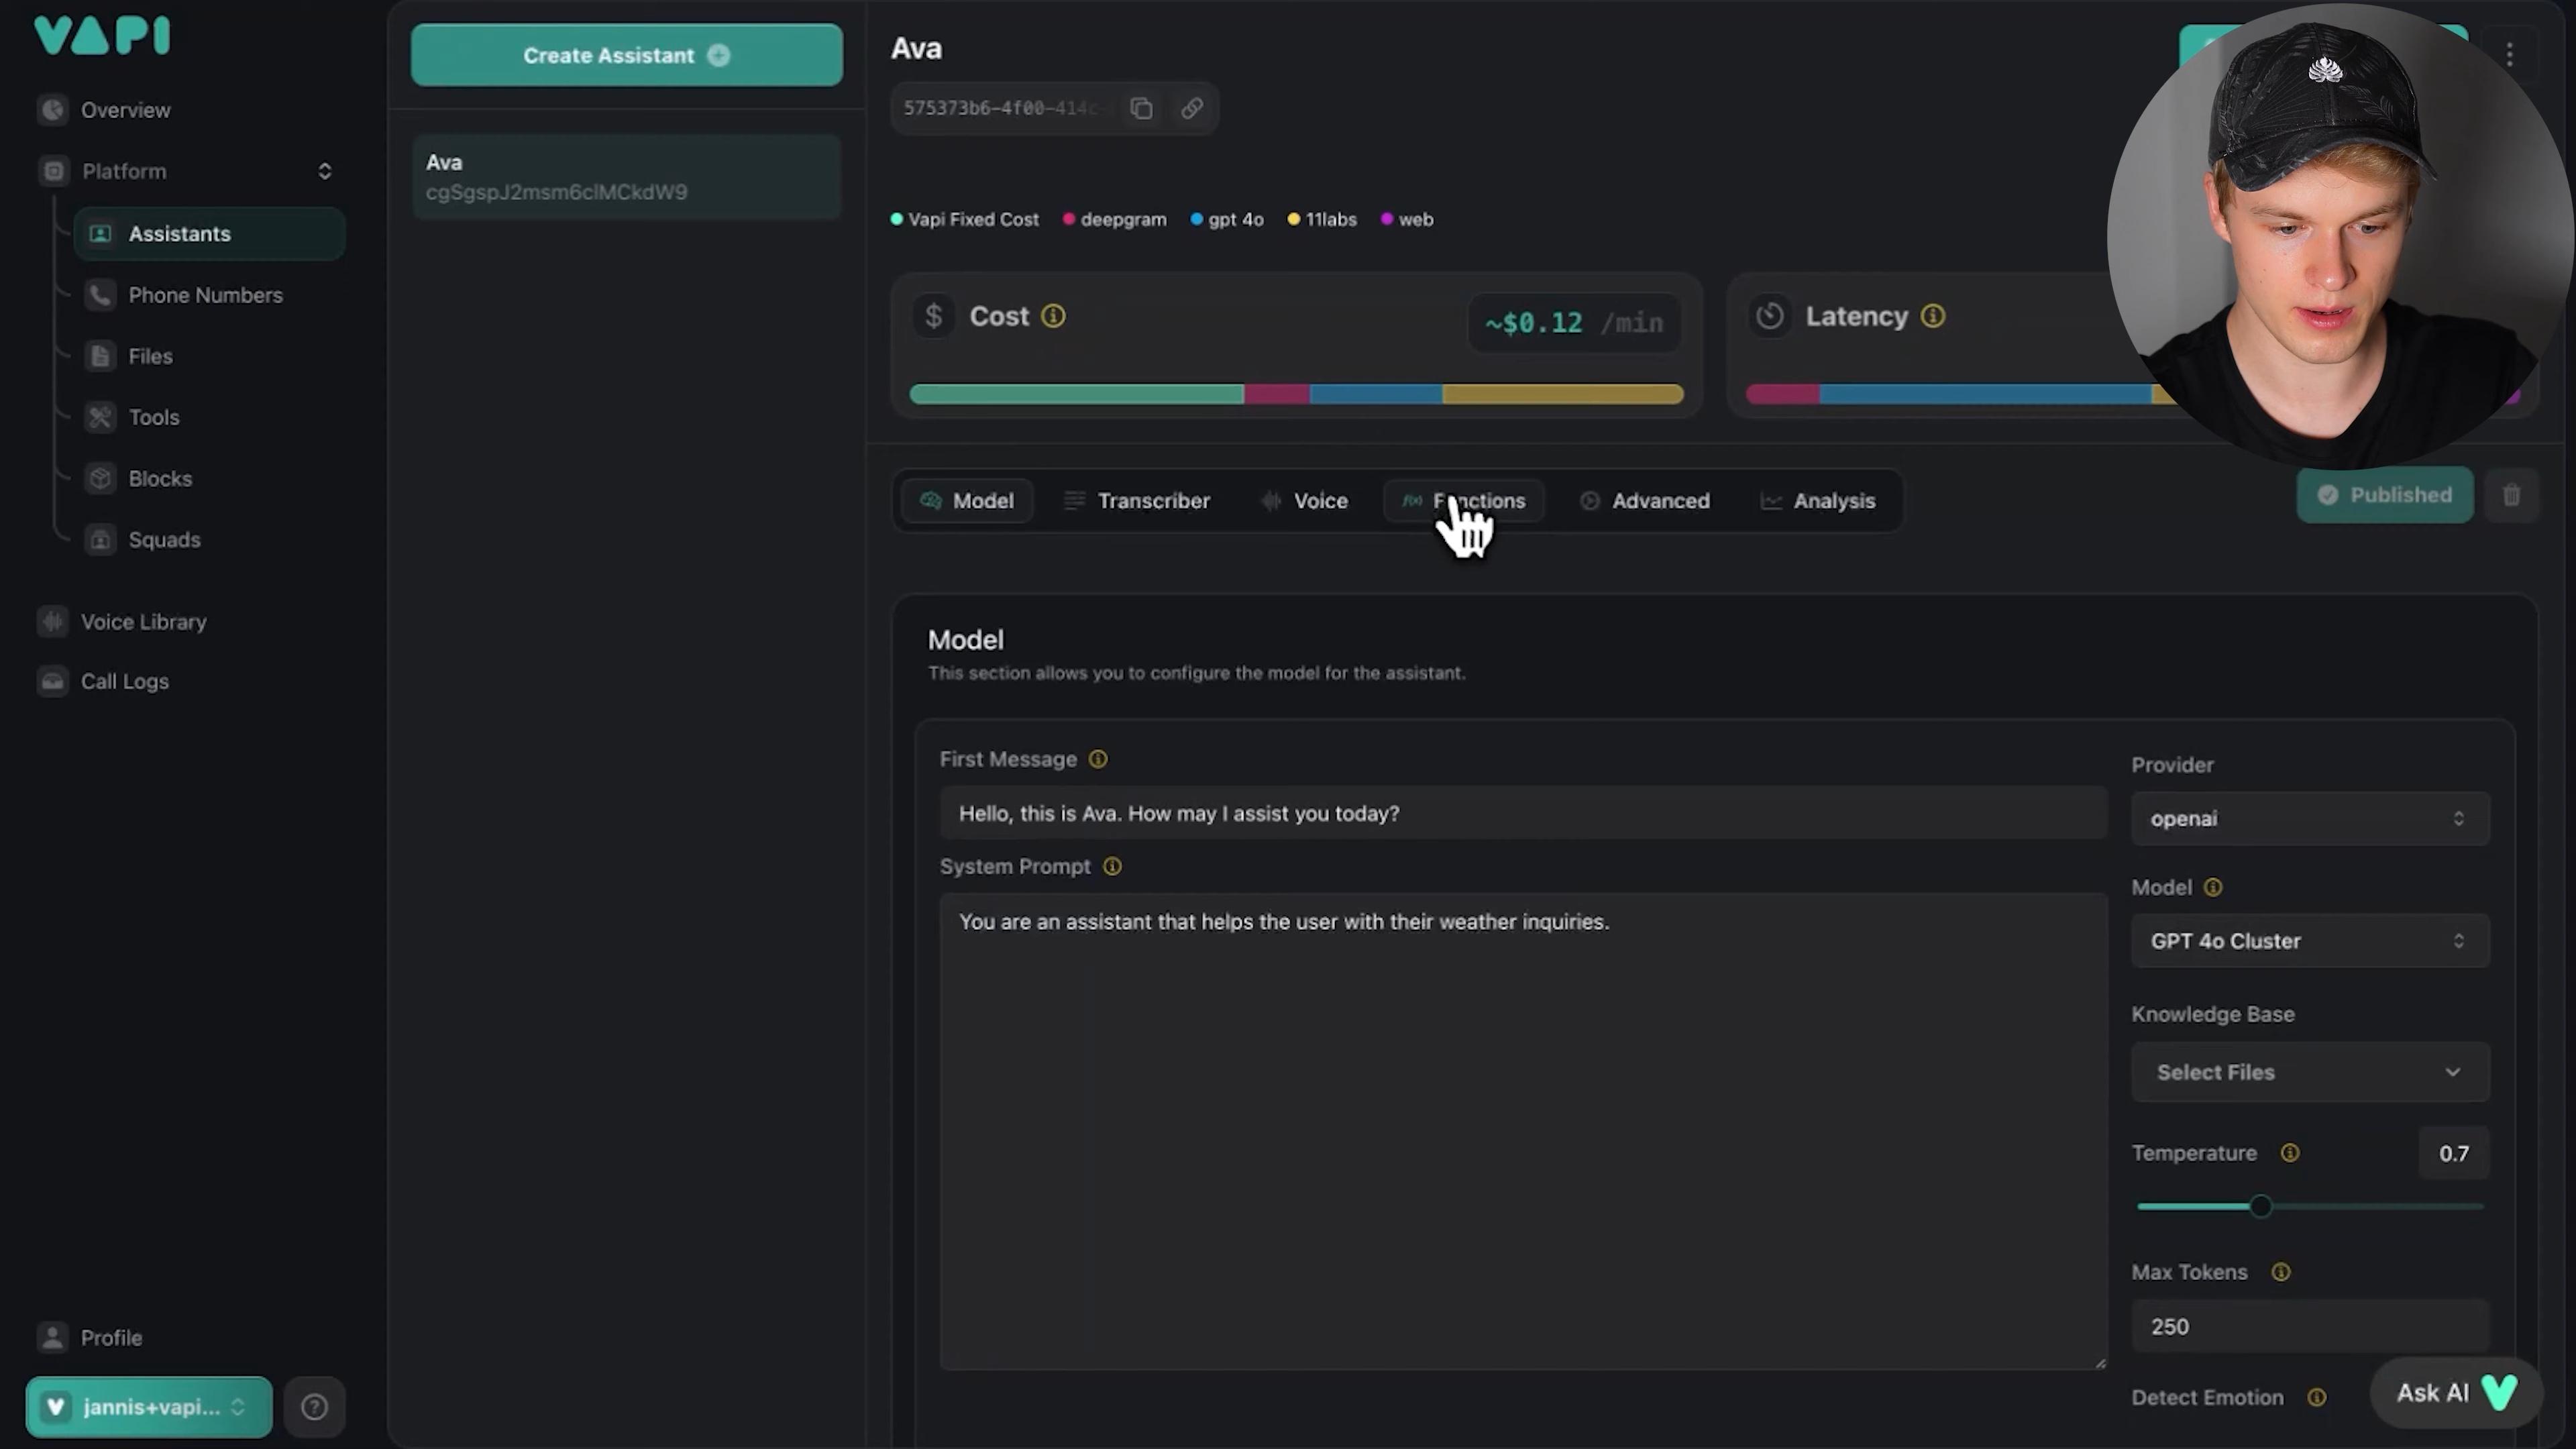 VAPI
Overview
Platform
Assistants
Phone Numbers
Files
Tools
Blocks
Squads
Voice Library
Call Logs
Profile
jannis+vapi...
Create Assistant
Ava
cgSgspJ2msm6clMCkdW9
Ava
575373b6-4f00-414c-
Vapi Fixed Cost deepgram gpt 4o 11labs web
Cost ~$0.12 /min
Latency
Model Transcriber Voice Functions Advanced Analysis
Published
Model
This section allows you to configure the model for the assistant.
First Message
Hello, this is Ava. How may I assist you today?
System Prompt
You are an assistant that helps the user with their weather inquiries.
Provider
openai
Model
GPT 4o Cluster
Knowledge Base
Select Files
Temperature 0.7
Max Tokens
250
Detect Emotion
Ask AI